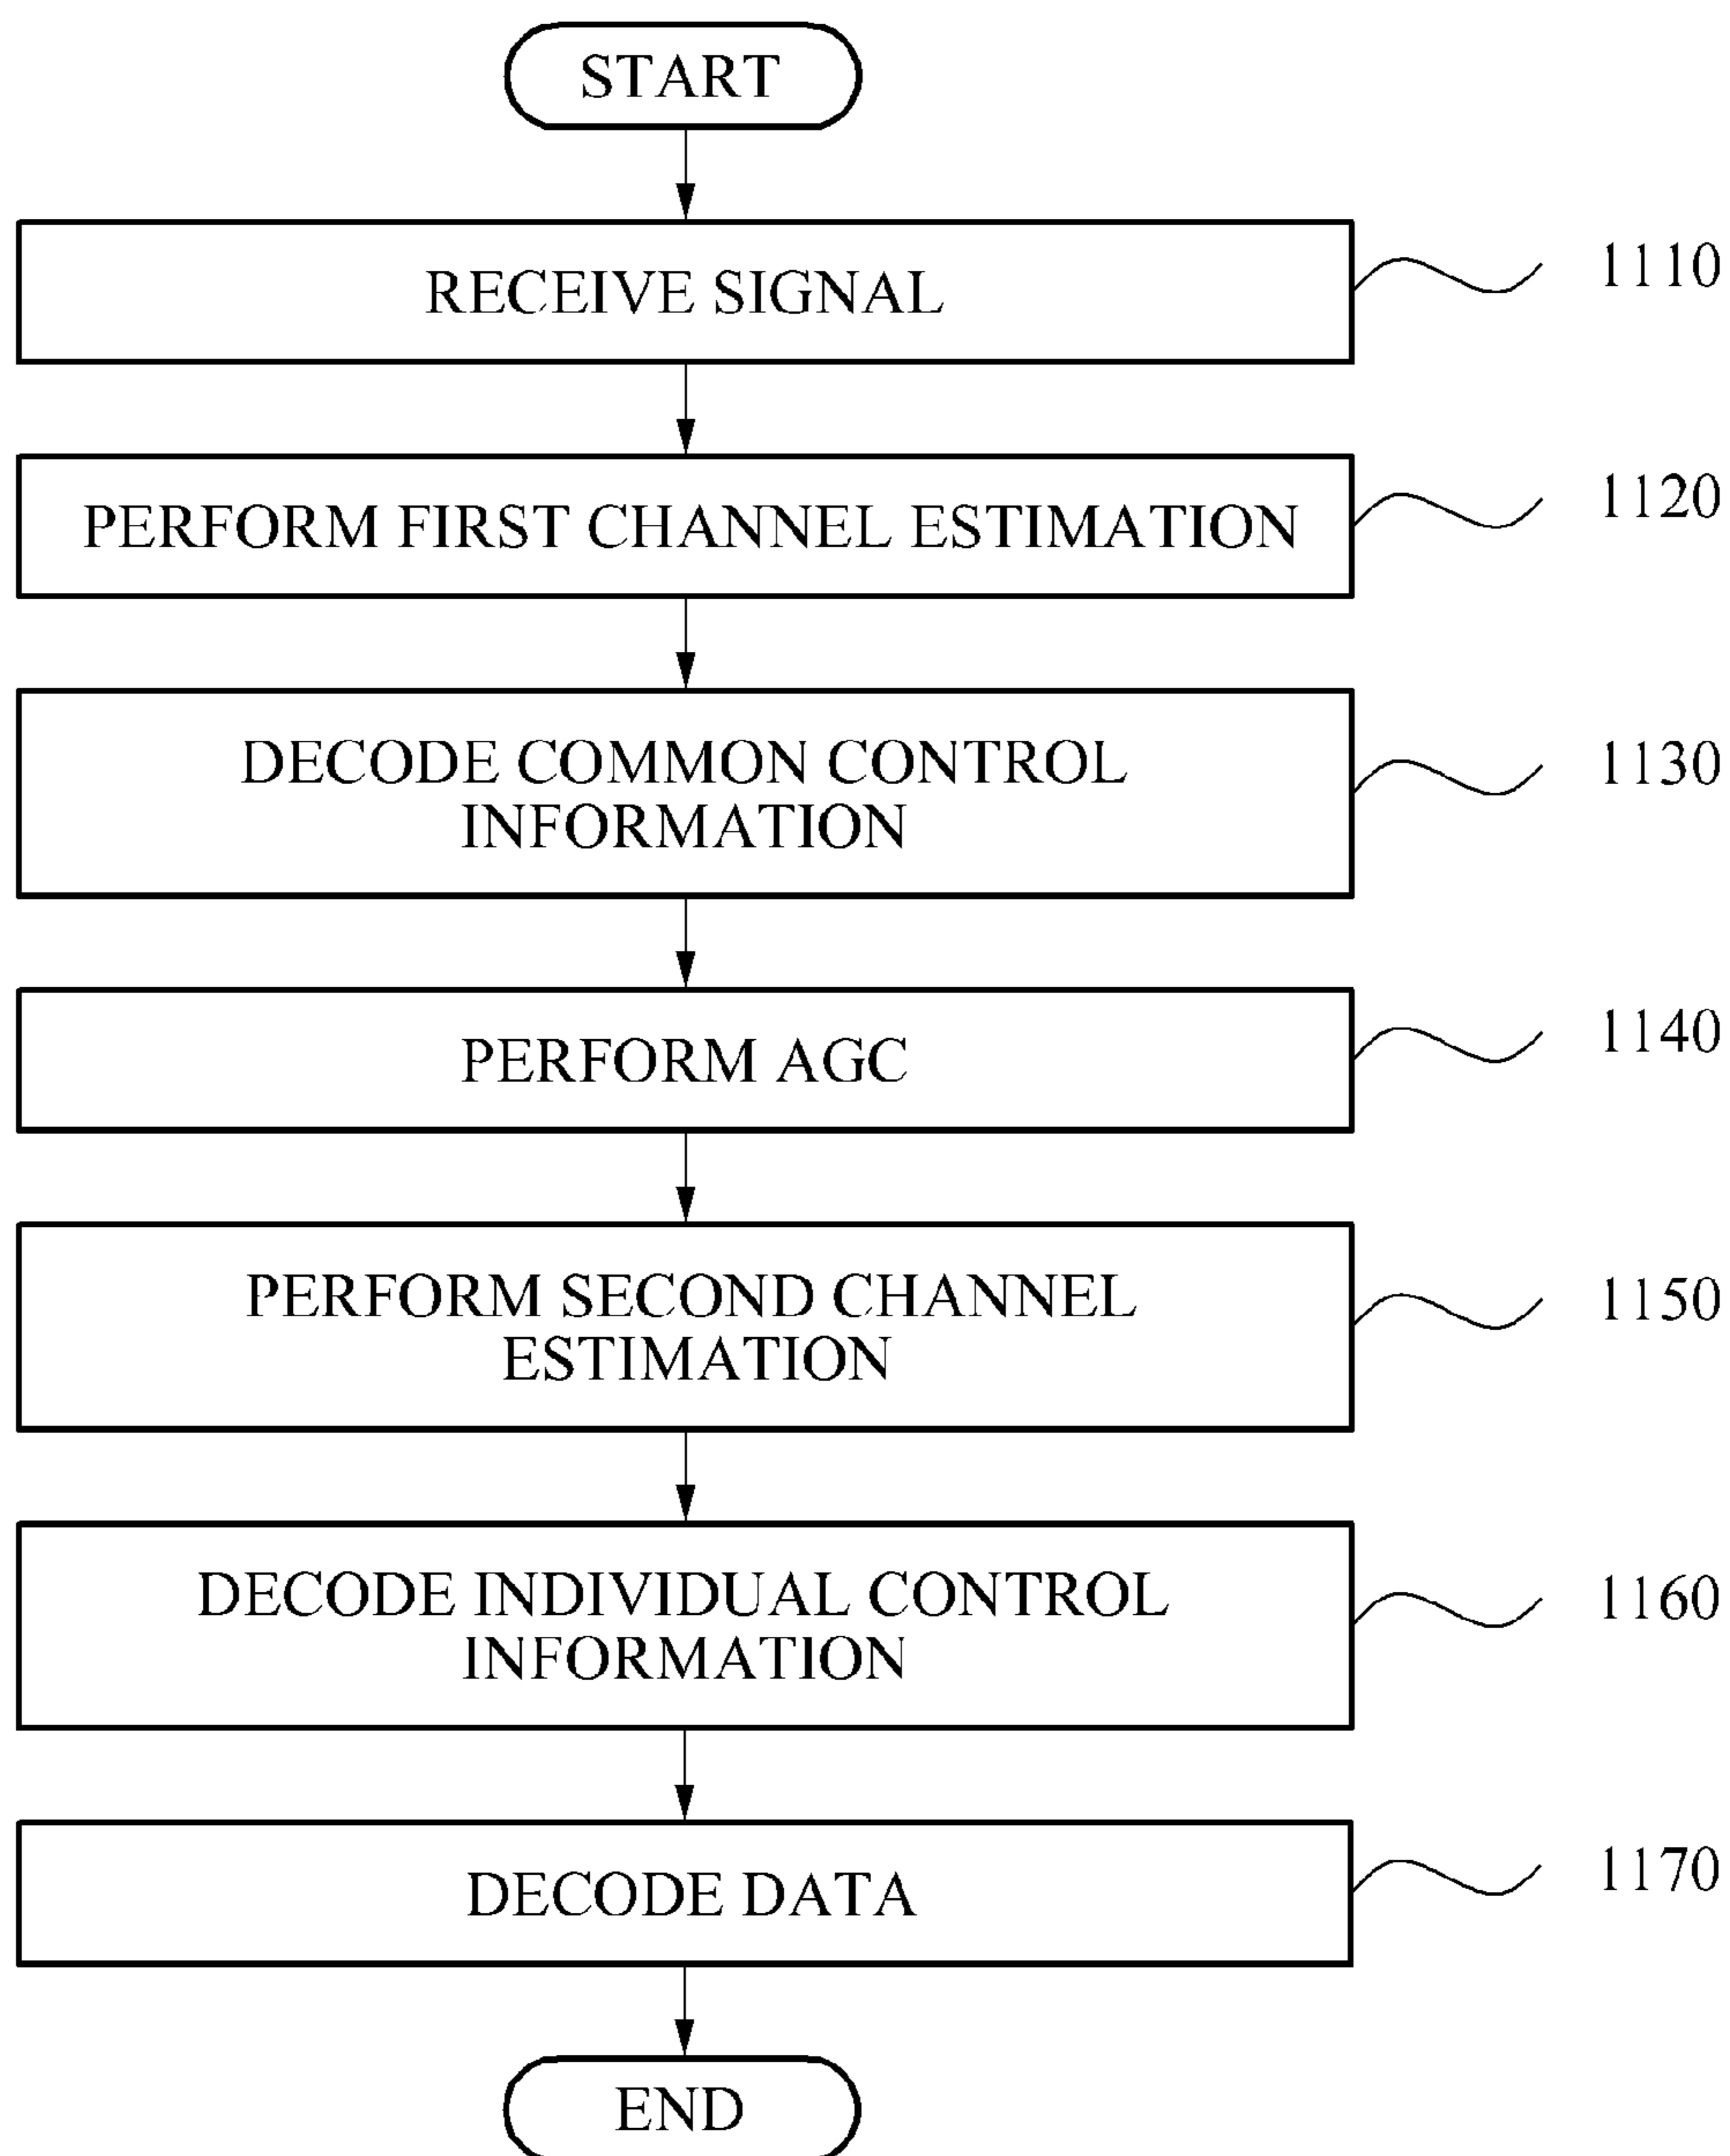 START
RECEIVE SIGNAL
1110
PERFORM FIRST CHANNEL ESTIMATION
1120
DECODE COMMON CONTROL
INFORMATION
1130
PERFORM AGC
1140
PERFORM SECOND CHANNEL
ESTIMATION
1150
DECODE INDIVIDUAL CONTROL
INFORMATION
1160
DECODE DATA
1170
END